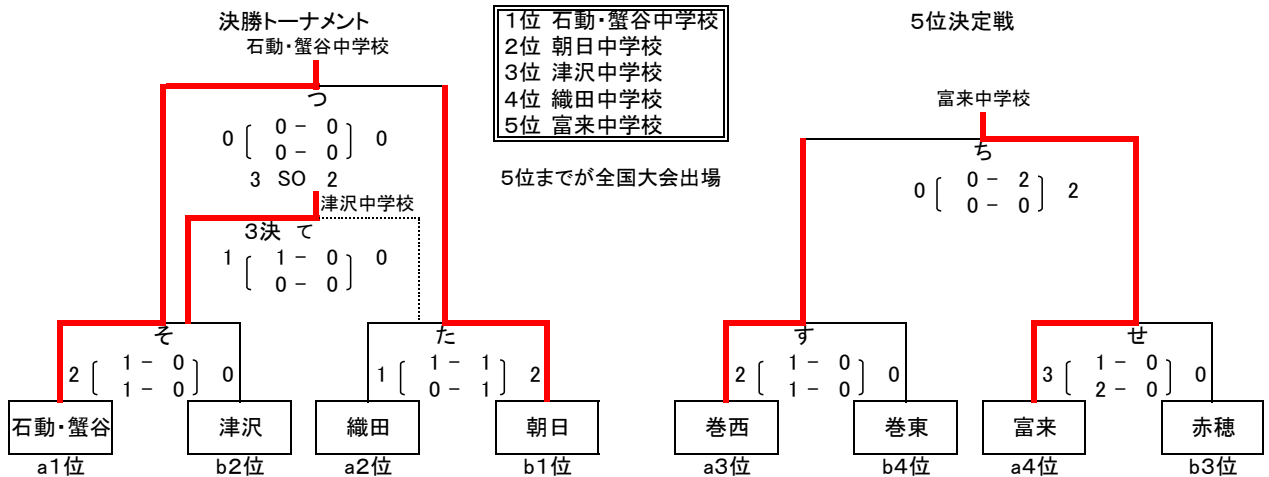 決勝トーナメント
石動・蟹谷中学校
1位 石動・蟹谷中学校
2位 朝日中学校
3位 津沢中学校
4位 織田中学校
5位 富来中学校
5位までが全国大会出場
5位決定戦
富来中学校
つ
0 0 － 0 0
0 － 0
3 SO 2
津沢中学校
3決 て
1 1 － 0 0
0 － 0
ち
0 0 － 2 2
0 － 0
そ
2 1 － 0 0
1 － 0
た
1 1 － 1 2
0 － 1
す
2 1 － 0 0
1 － 0
せ
3 1 － 0 0
2 － 0
石動・蟹谷 津沢 織田 朝日 巻西 巻東 富来 赤穂
a1位 b2位 a2位 b1位 a3位 b4位 a4位 b3位